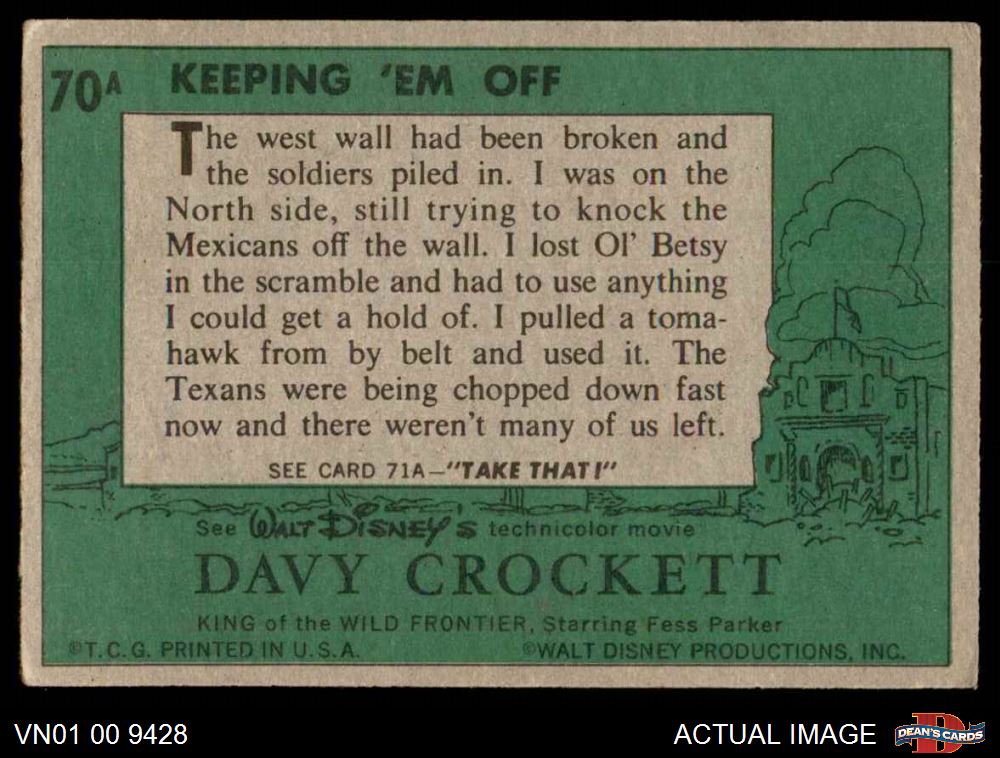 70A KEEPING 'EM OFF
The west wall had been broken and
the soldiers piled in. I was on the
North side, still trying to knock the
Mexicans off the wall. I lost Ol' Betsy
in the scramble and had to use anything
I could get a hold of. I pulled a toma-
hawk from by belt and used it. The
Texans were being chopped down fast
now and there weren't many of us left.
SEE CARD 71A—"TAKE THAT!"
See WALT DISNEY'S technicolor movie
DAVY CROCKETT
KING of the WILD FRONTIER, Starring Fess Parker
©T.C.G. PRINTED IN U.S.A. ©WALT DISNEY PRODUCTIONS, INC.
VN01 00 9428 ACTUAL IMAGE D DEAN'S CARDS